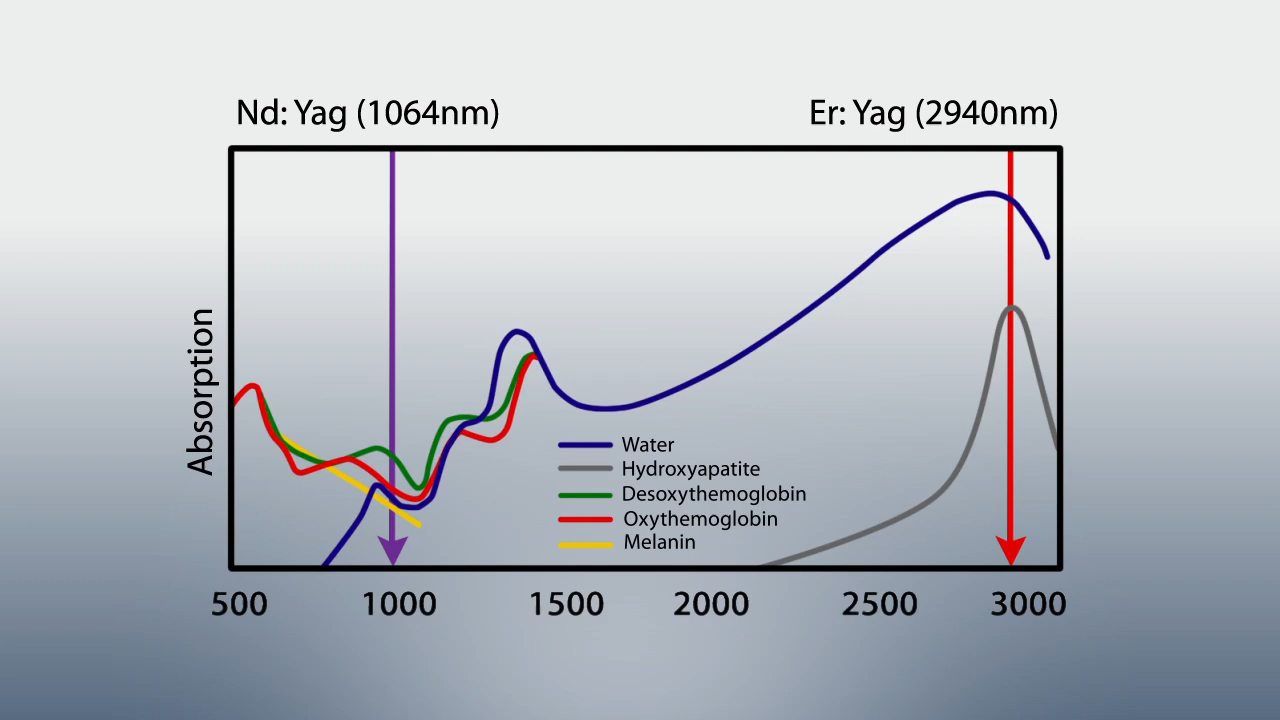 Nd: Yag (1064nm)
Er: Yag (2940nm)
Absorption
Water
Hydroxyapatite
Desoxythemoglobin
Oxythemoglobin
Melanin
500 1000 1500 2000 2500 3000